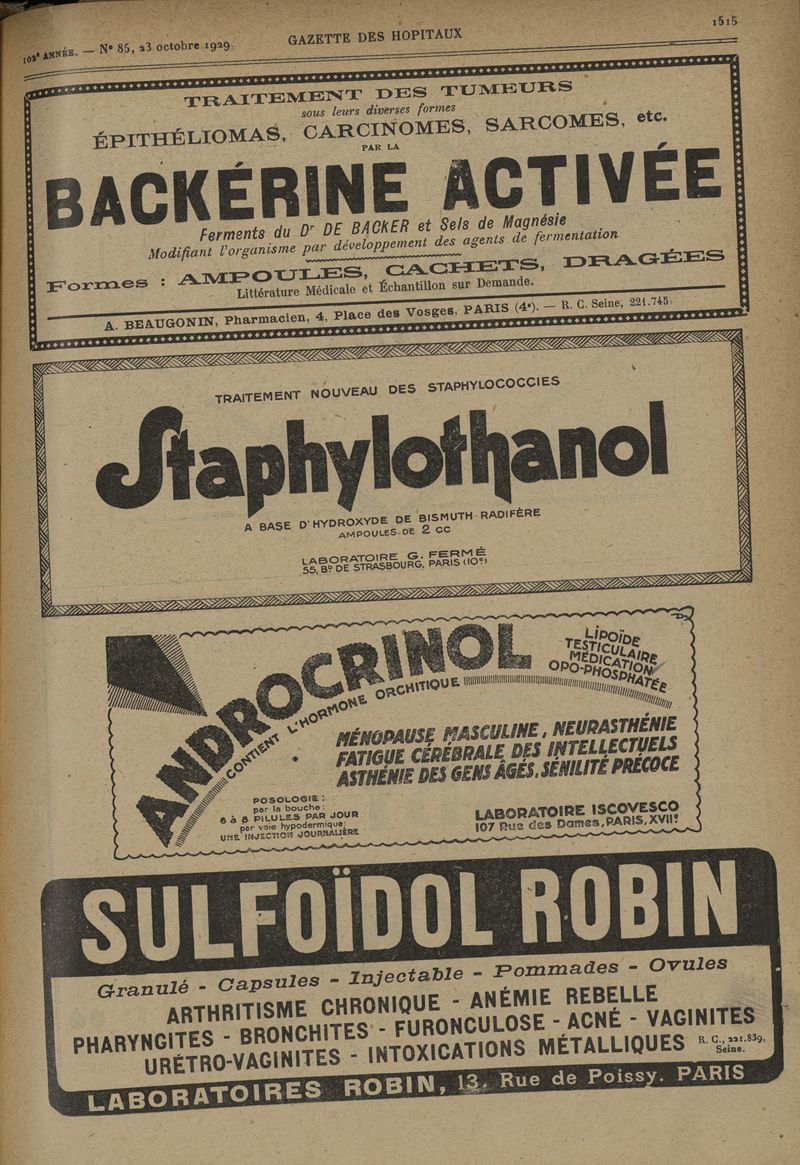 102e ANNÉE. — No 85, 23 octobre 1929.
GAZETTE DES HOPITAUX
1515
TRAITEMENT DES TUMEURS
sous leurs diverses formes
ÉPITHÉLIOMAS, CARCINOMES, SARCOMES, etc.
PAR LA
BACKÉRINE ACTIVÉE
Ferments du Dr DE BACKER et Sels de Magnésie
Modifiant l'organisme par développement des agents de fermentation
Formes : AMPOULES, CACHETS, DRAGÉES
Littérature Médicale et Échantillon sur Demande.
A. BEAUGONIN, Pharmacien, 4, Place des Vosges, PARIS (4e). — R. C. Seine, 221.745
TRAITEMENT NOUVEAU DES STAPHYLOCOCCIES
Staphylothanol
A BASE D'HYDROXYDE DE BISMUTH RADIFÈRE
AMPOULES DE 2 CC
LABORATOIRE G. FERMÉ
55, Bd DE STRASBOURG, PARIS (10e)
ANDROCRINOL
CONTIENT L'HORMONE ORCHITIQUE
LIPOÏDE
TESTICULAIRE
MÉDICATION
OPO-PHOSPHATÉE
MÉNOPAUSE MASCULINE, NEURASTHÉNIE
FATIGUE CÉRÉBRALE DES INTELLECTUELS
ASTHÉNIE DES GENS ÂGÉS, SÉNILITÉ PRÉCOCE
POSOLOGIE :
par la bouche :
6 à 8 PILULES PAR JOUR
par voie hypodermique:
UNE INJECTION JOURNALIÈRE
LABORATOIRE ISCOVESCO
107 Rue des Dames, PARIS, XVIIe
SULFOÏDOL ROBIN
Granulé - Capsules - Injectable - Pommades - Ovules
ARTHRITISME CHRONIQUE - ANÉMIE REBELLE
PHARYNGITES - BRONCHITES - FURONCULOSE - ACNÉ - VAGINITES
URÉTRO-VAGINITES - INTOXICATIONS MÉTALLIQUES R. C., 221.839, Seine.
LABORATOIRES ROBIN, 13, Rue de Poissy. PARIS